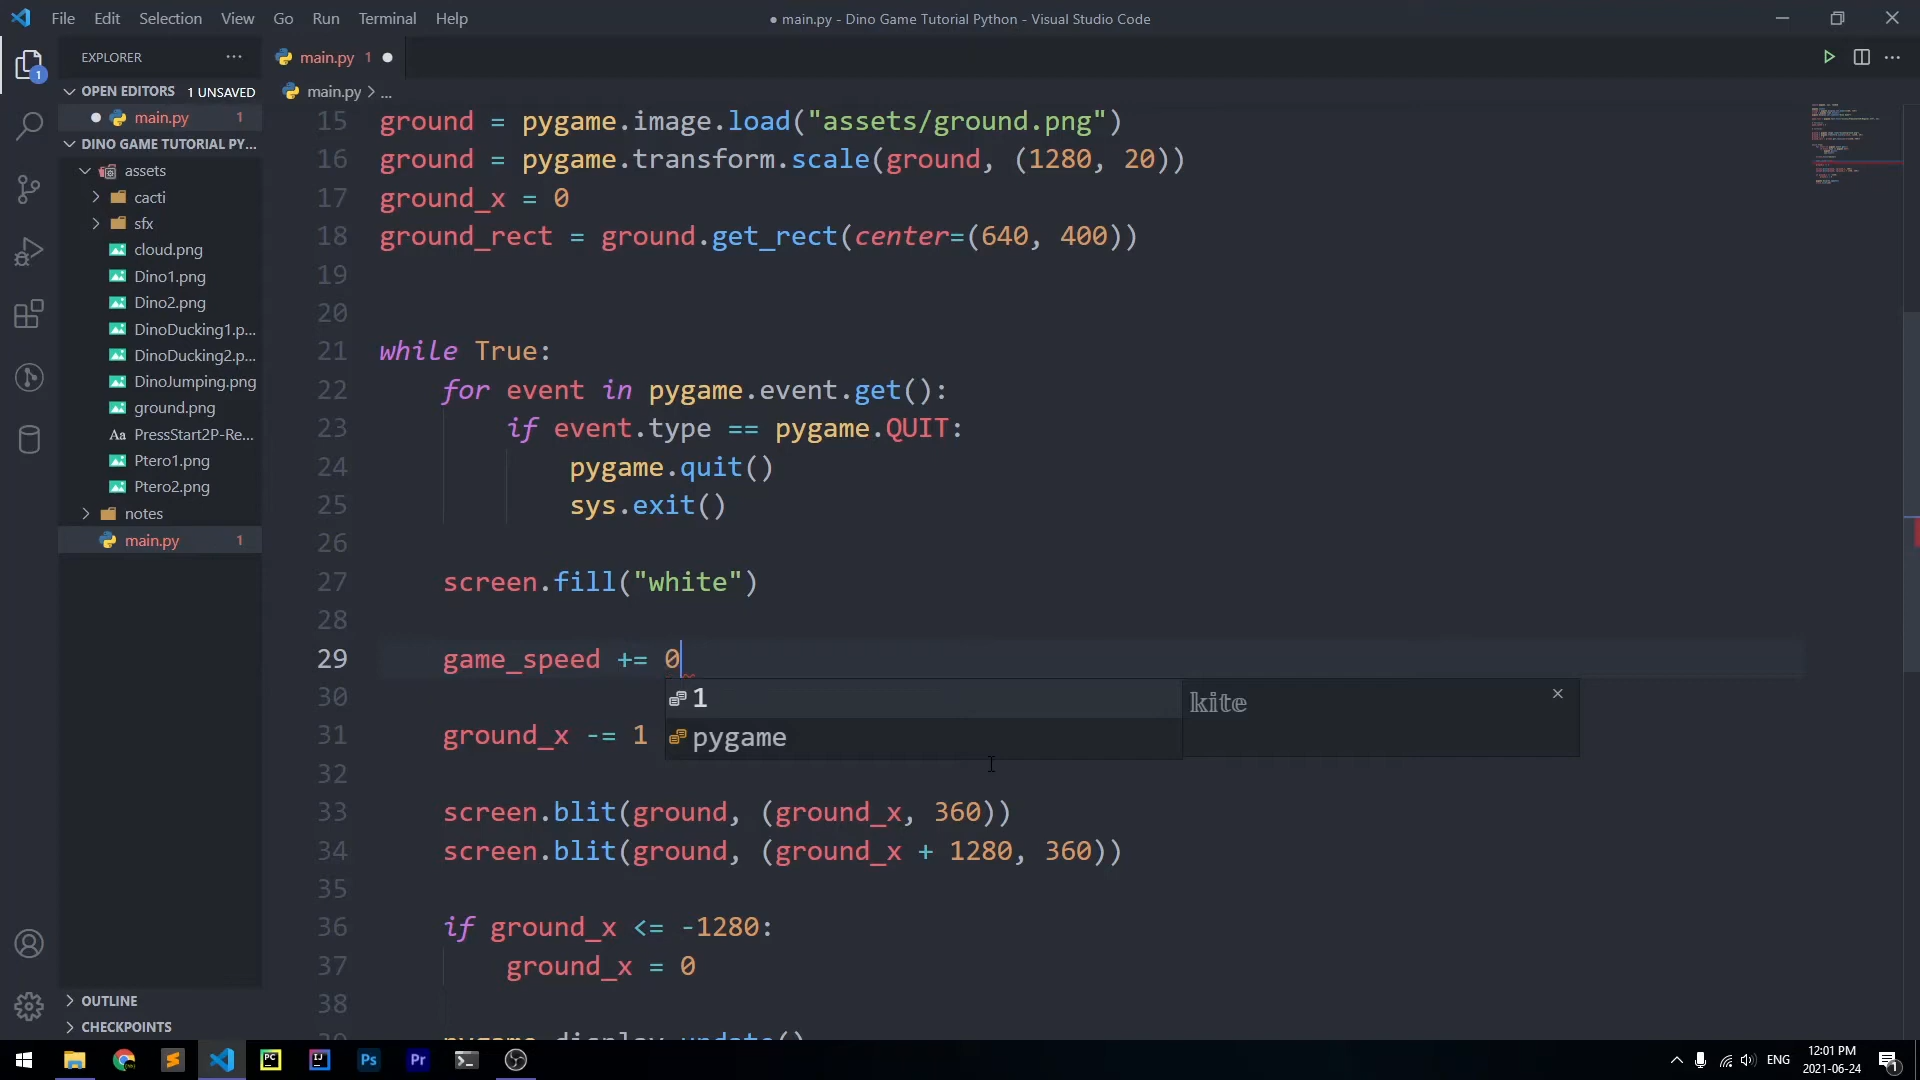 File Edit Selection View Go Run Terminal Help
● main.py - Dino Game Tutorial Python - Visual Studio Code
EXPLORER
main.py 1
OPEN EDITORS 1 UNSAVED
main.py 1
DINO GAME TUTORIAL PY...
assets
cacti
sfx
cloud.png
Dino1.png
Dino2.png
DinoDucking1.p...
DinoDucking2.p...
DinoJumping.png
ground.png
PressStart2P-Re...
Ptero1.png
Ptero2.png
notes
main.py 1
OUTLINE
CHECKPOINTS
main.py > ...
15 ground = pygame.image.load("assets/ground.png")
16 ground = pygame.transform.scale(ground, (1280, 20))
17 ground_x = 0
18 ground_rect = ground.get_rect(center=(640, 400))
19
20
21 while True:
22 for event in pygame.event.get():
23 if event.type == pygame.QUIT:
24 pygame.quit()
25 sys.exit()
26
27 screen.fill("white")
28
29 game_speed += 0
1
kite
pygame
30
31 ground_x -= 1
32
33 screen.blit(ground, (ground_x, 360))
34 screen.blit(ground, (ground_x + 1280, 360))
35
36 if ground_x <= -1280:
37 ground_x = 0
38
39 pygame.display.update()
ENG
12:01 PM
2021-06-24